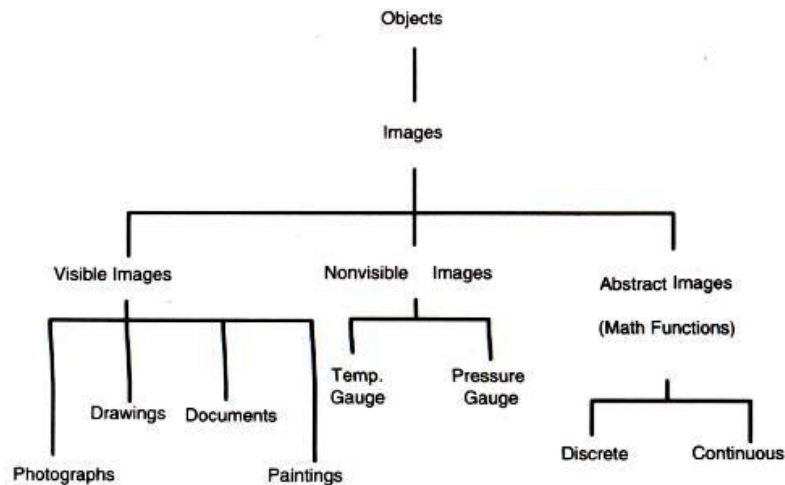 Objects
Images
Visible Images
Nonvisible Images
Abstract Images
(Math Functions)
Temp.
Gauge
Pressure
Gauge
Drawings
Documents
Photographs
Paintings
Discrete
Continuous